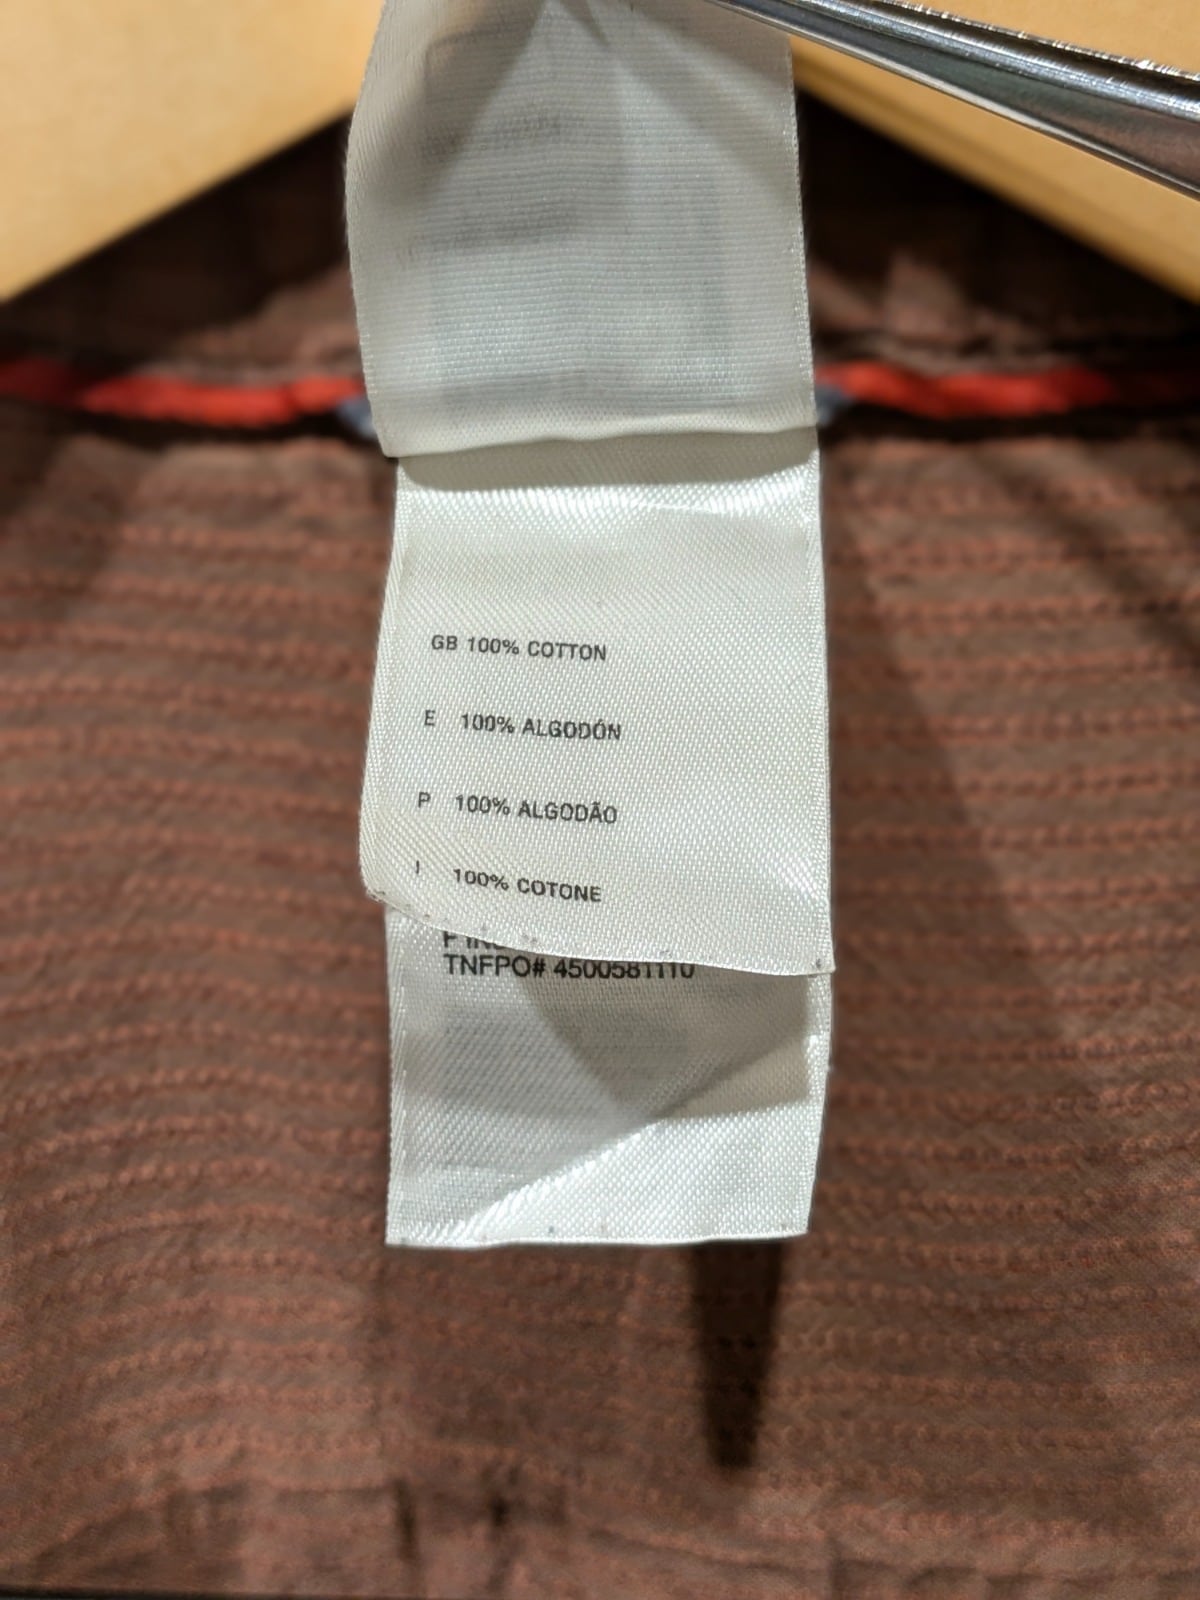 GB 100% COTTON
E 100% ALGODÓN
P 100% ALGODÃO
I 100% COTONE
TNFPO# 4500581110